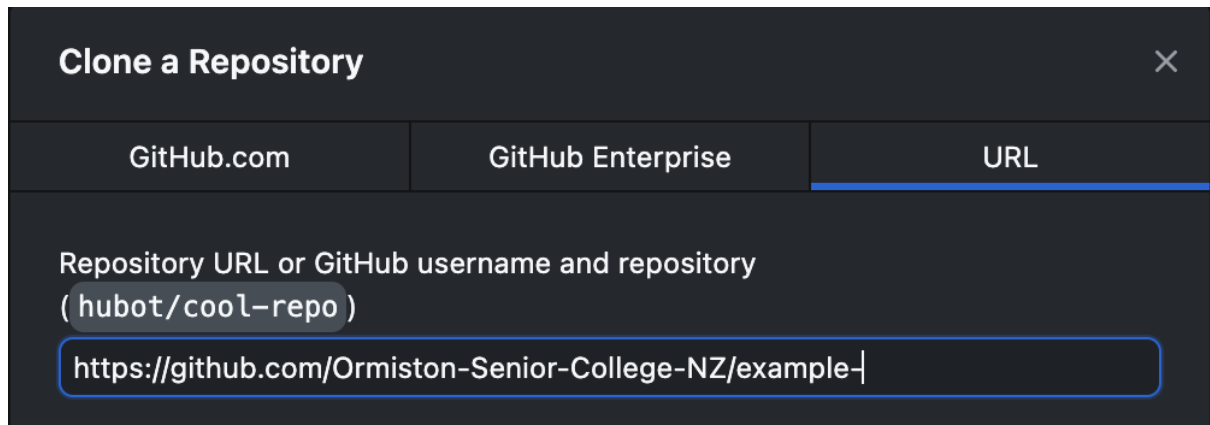 Clone a Repository
GitHub.com GitHub Enterprise URL
Repository URL or GitHub username and repository
(hubot/cool-repo)
https://github.com/Ormiston-Senior-College-NZ/example-